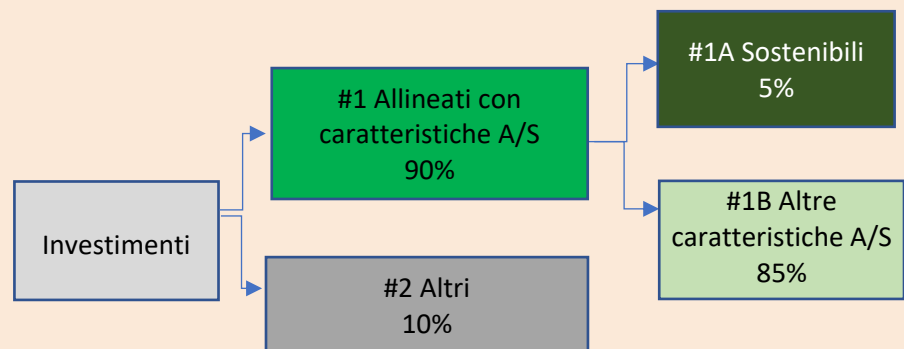 Investimenti
#1 Allineati con
caratteristiche A/S
90%
#2 Altri
10%
#1A Sostenibili
5%
#1B Altre
caratteristiche A/S
85%